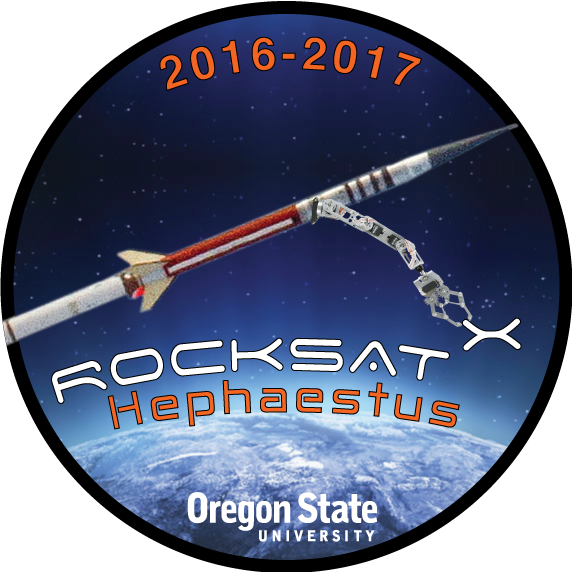 2016-2017
ROCKSAT X
Hephaestus
Oregon State
UNIVERSITY